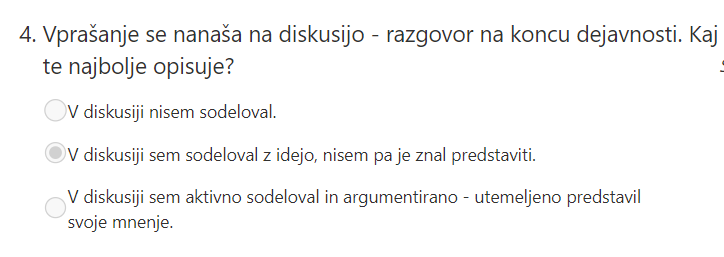 4. Vprašanje se nanaša na diskusijo - razgovor na koncu dejavnosti. Kaj
te najbolje opisuje?
V diskusiji nisem sodeloval.
V diskusiji sem sodeloval z idejo, nisem pa je znal predstaviti.
V diskusiji sem aktivno sodeloval in argumentirano - utemeljeno predstavil
svoje mnenje.